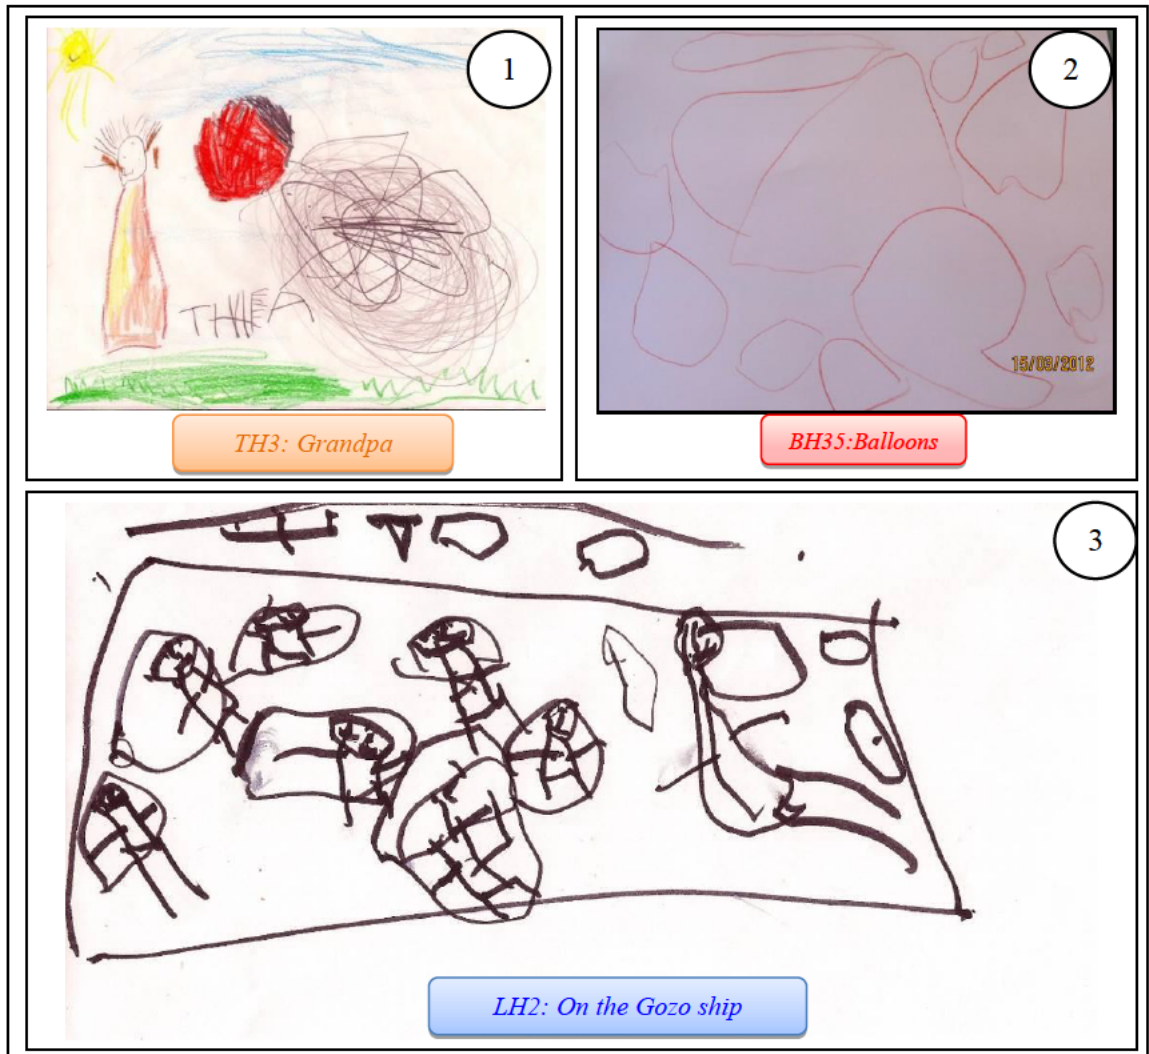 1
2
THEA
15/03/2012
TH3: Grandpa
BH35:Balloons
3
LH2: On the Gozo ship